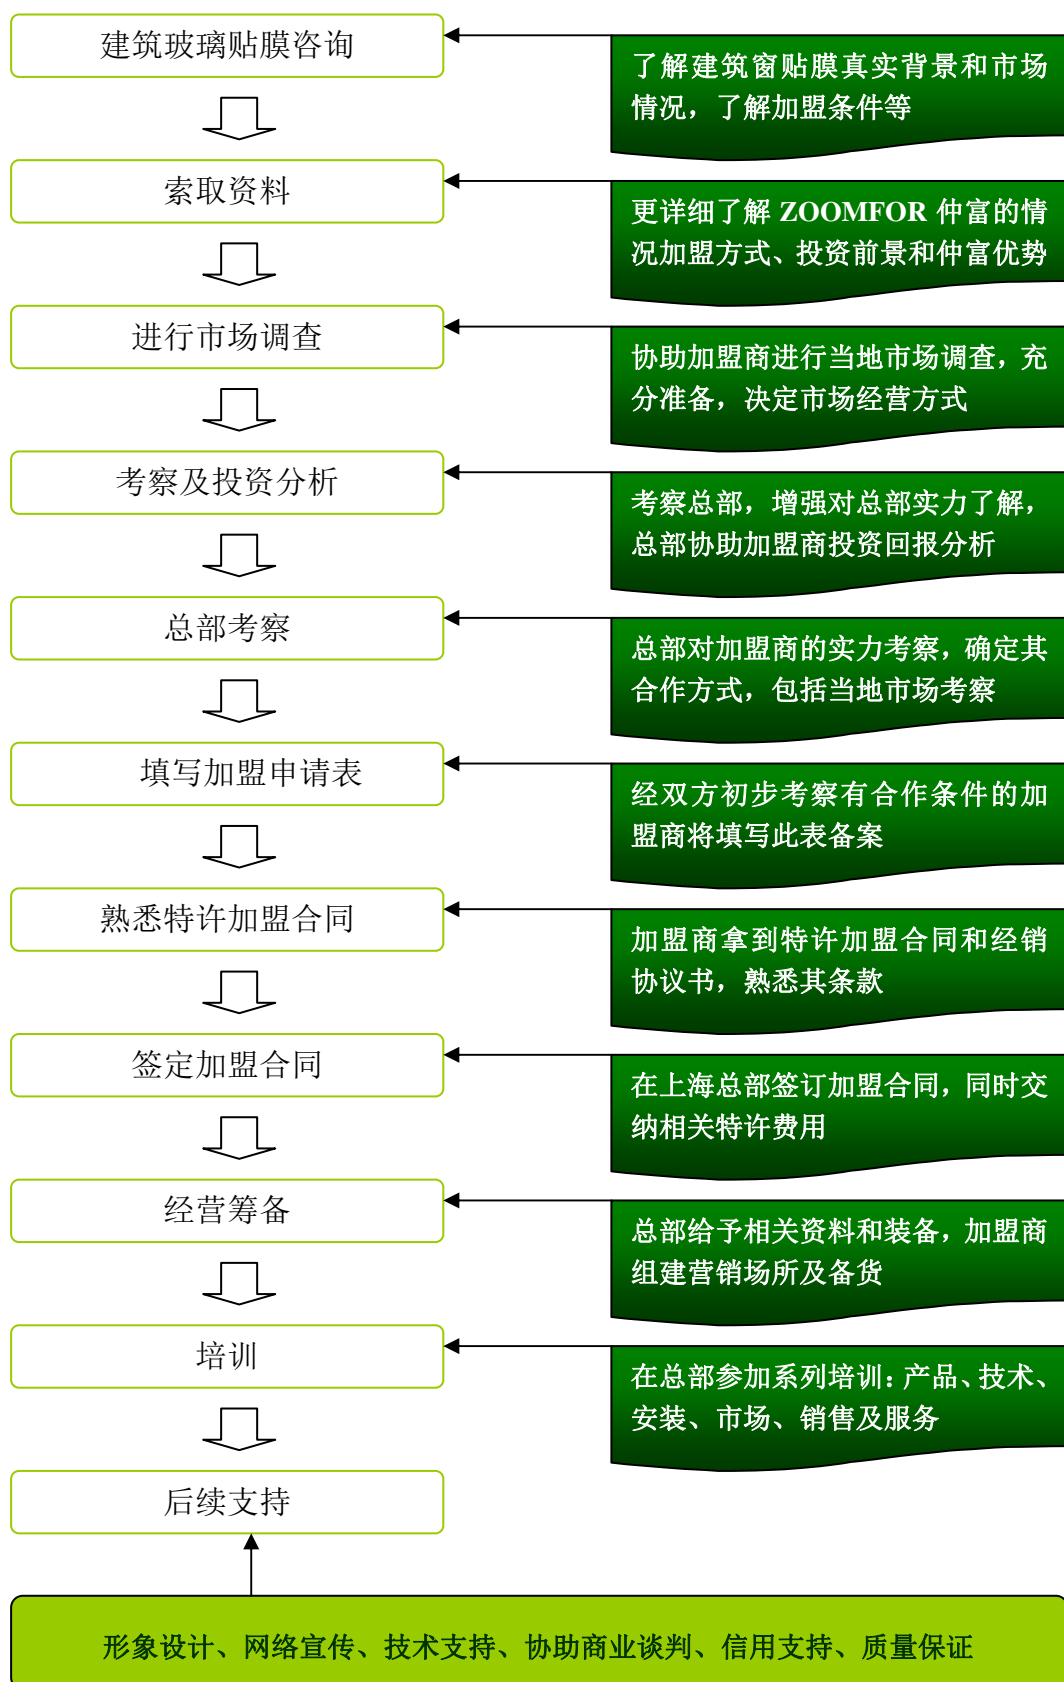 建筑玻璃贴膜咨询
了解建筑窗贴膜真实背景和市场
情况，了解加盟条件等
索取资料
更详细了解 ZOOMFOR 仲富的情
况加盟方式、投资前景和仲富优势
进行市场调查
协助加盟商进行当地市场调查，充
分准备，决定市场经营方式
考察及投资分析
考察总部，增强对总部实力了解，
总部协助加盟商投资回报分析
总部考察
总部对加盟商的实力考察，确定其
合作方式，包括当地市场考察
填写加盟申请表
经双方初步考察有合作条件的加
盟商将填写此表备案
熟悉特许加盟合同
加盟商拿到特许加盟合同和经销
协议书，熟悉其条款
签定加盟合同
在上海总部签订加盟合同，同时交
纳相关特许费用
经营筹备
总部给予相关资料和装备，加盟商
组建营销场所及备货
培训
在总部参加系列培训：产品、技术、
安装、市场、销售及服务
后续支持
形象设计、网络宣传、技术支持、协助商业谈判、信用支持、质量保证